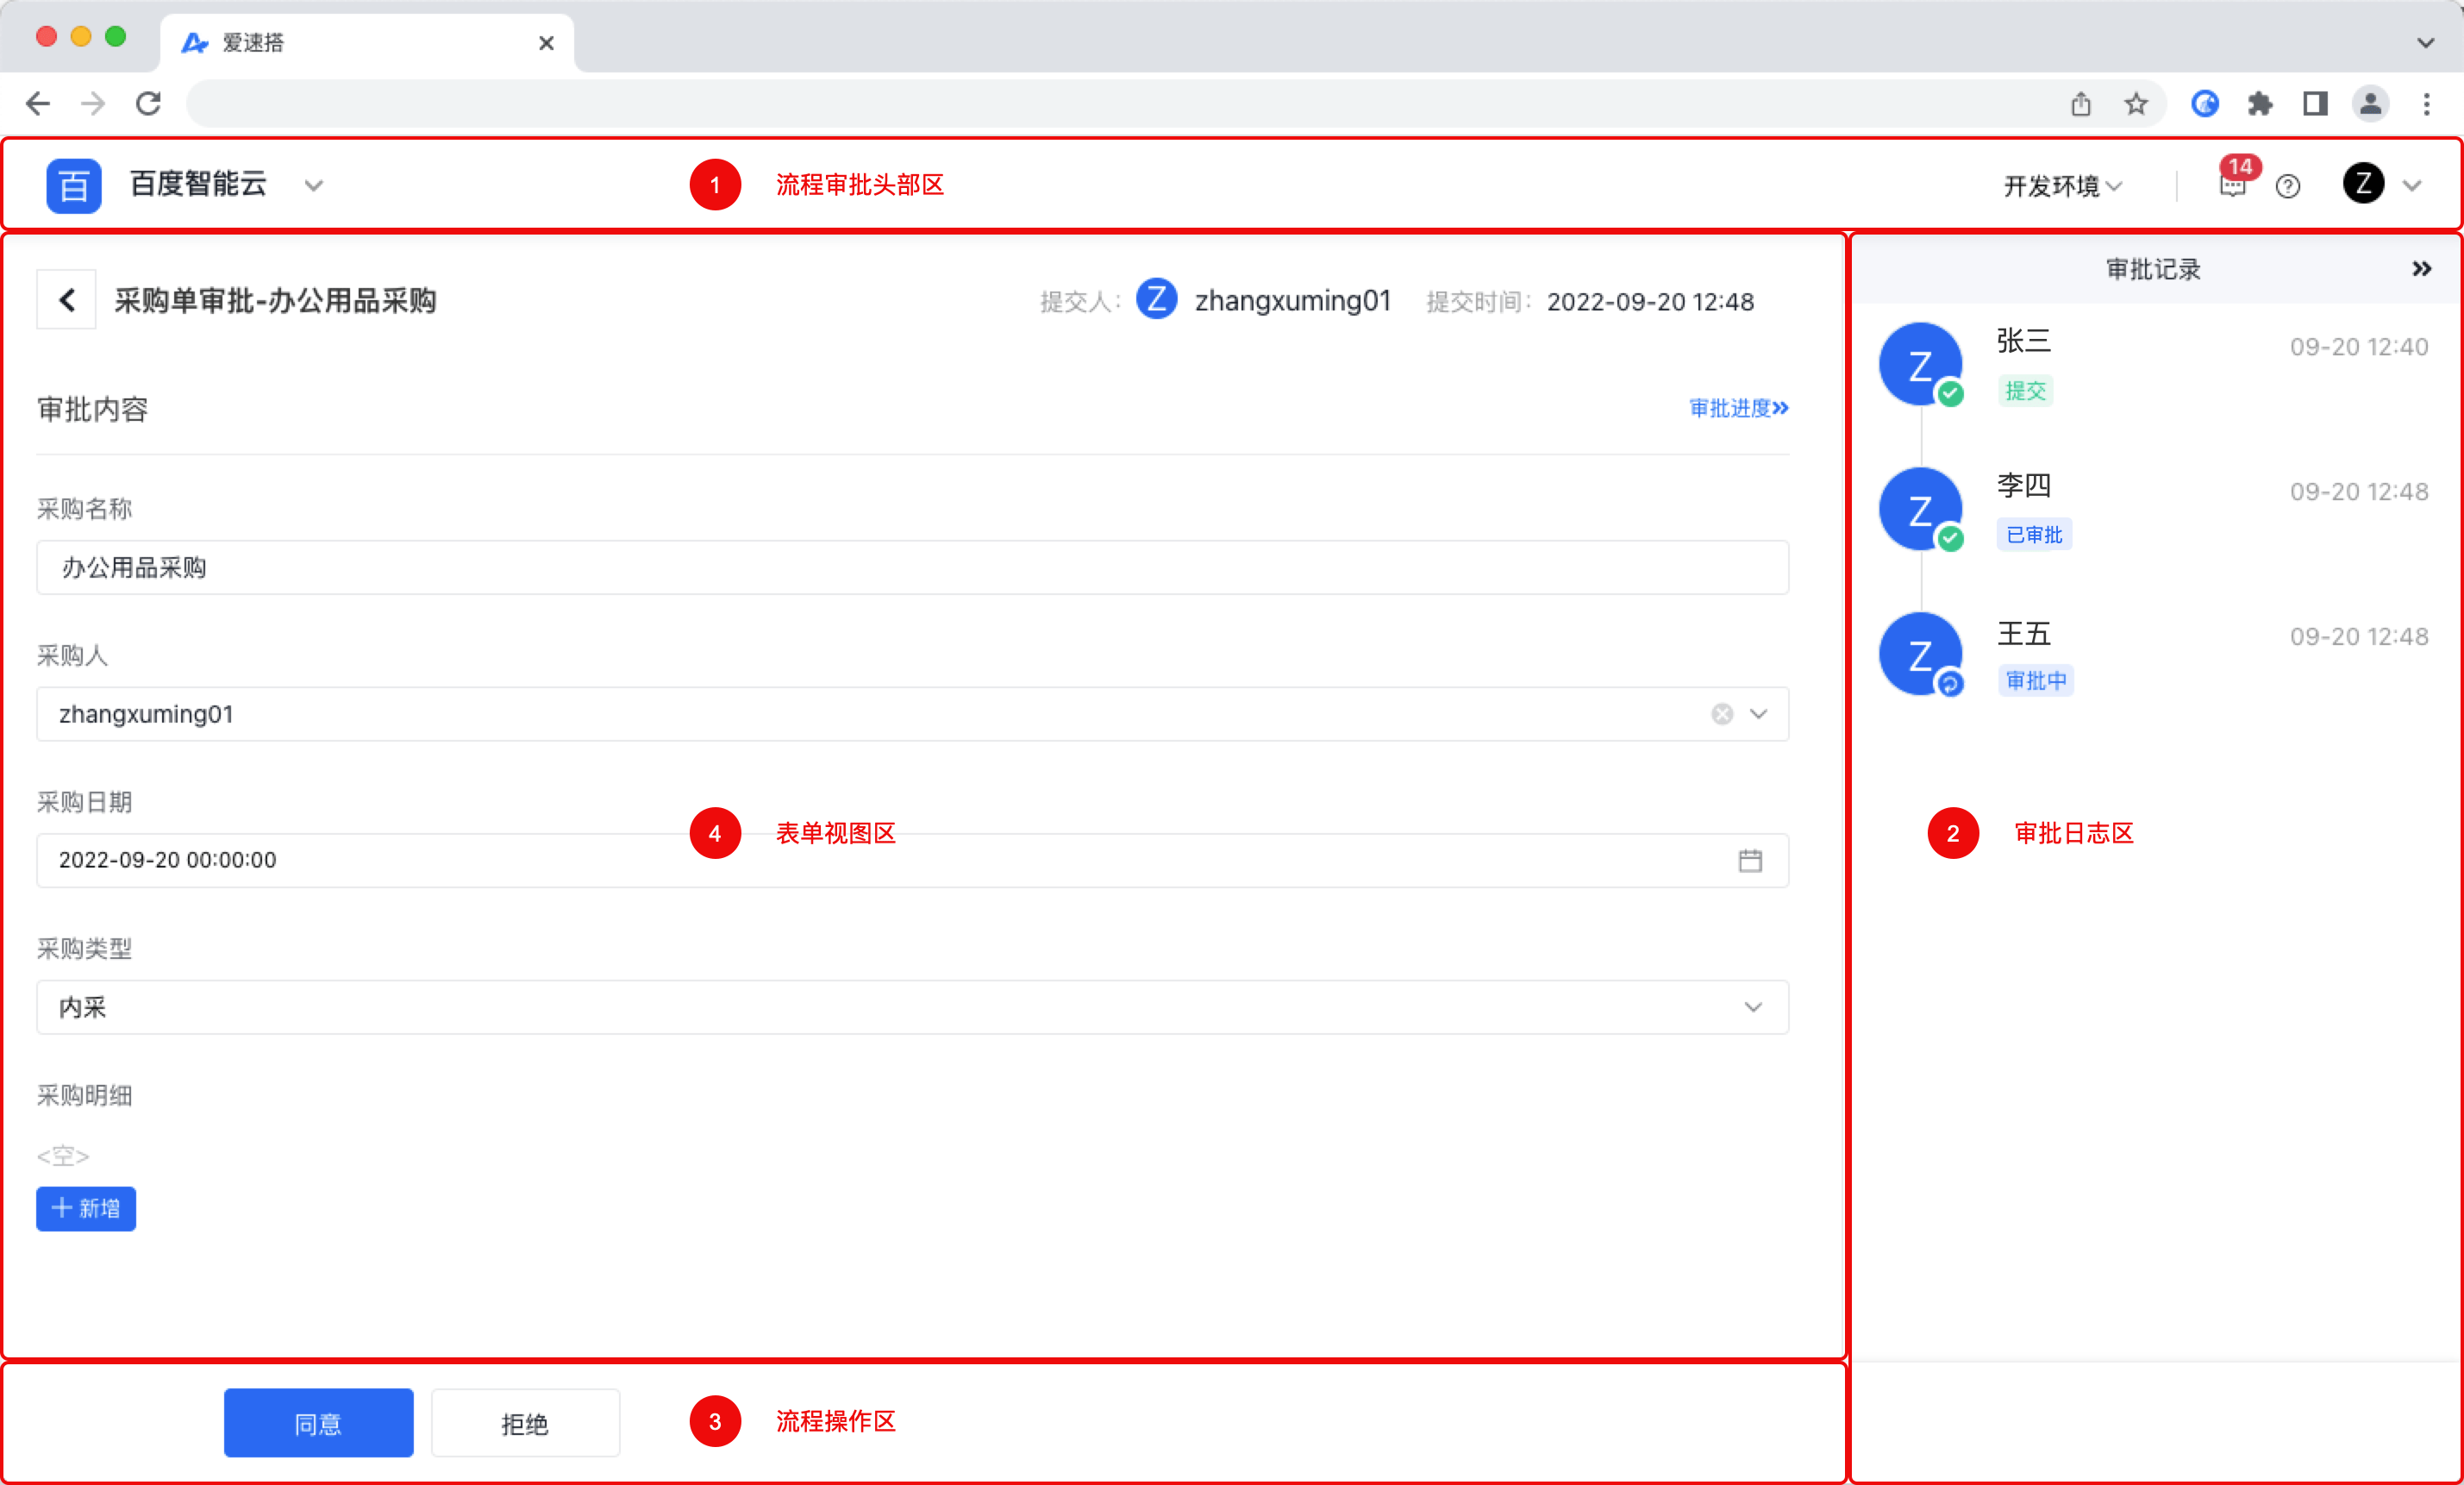 爱速搭
百 百度智能云
1 流程审批头部区
开发环境 14 Z
采购单审批-办公用品采购
提交人: Z zhangxuming01 提交时间: 2022-09-20 12:48
审批内容
审批进度
采购名称
办公用品采购
采购人
zhangxuming01
采购日期
4 表单视图区
2022-09-20 00:00:00
采购类型
内采
采购明细
<空>
新增
同意
拒绝
3 流程操作区
审批记录
Z 张三 09-20 12:40
提交
Z 李四 09-20 12:48
已审批
Z 王五 09-20 12:48
审批中
2 审批日志区